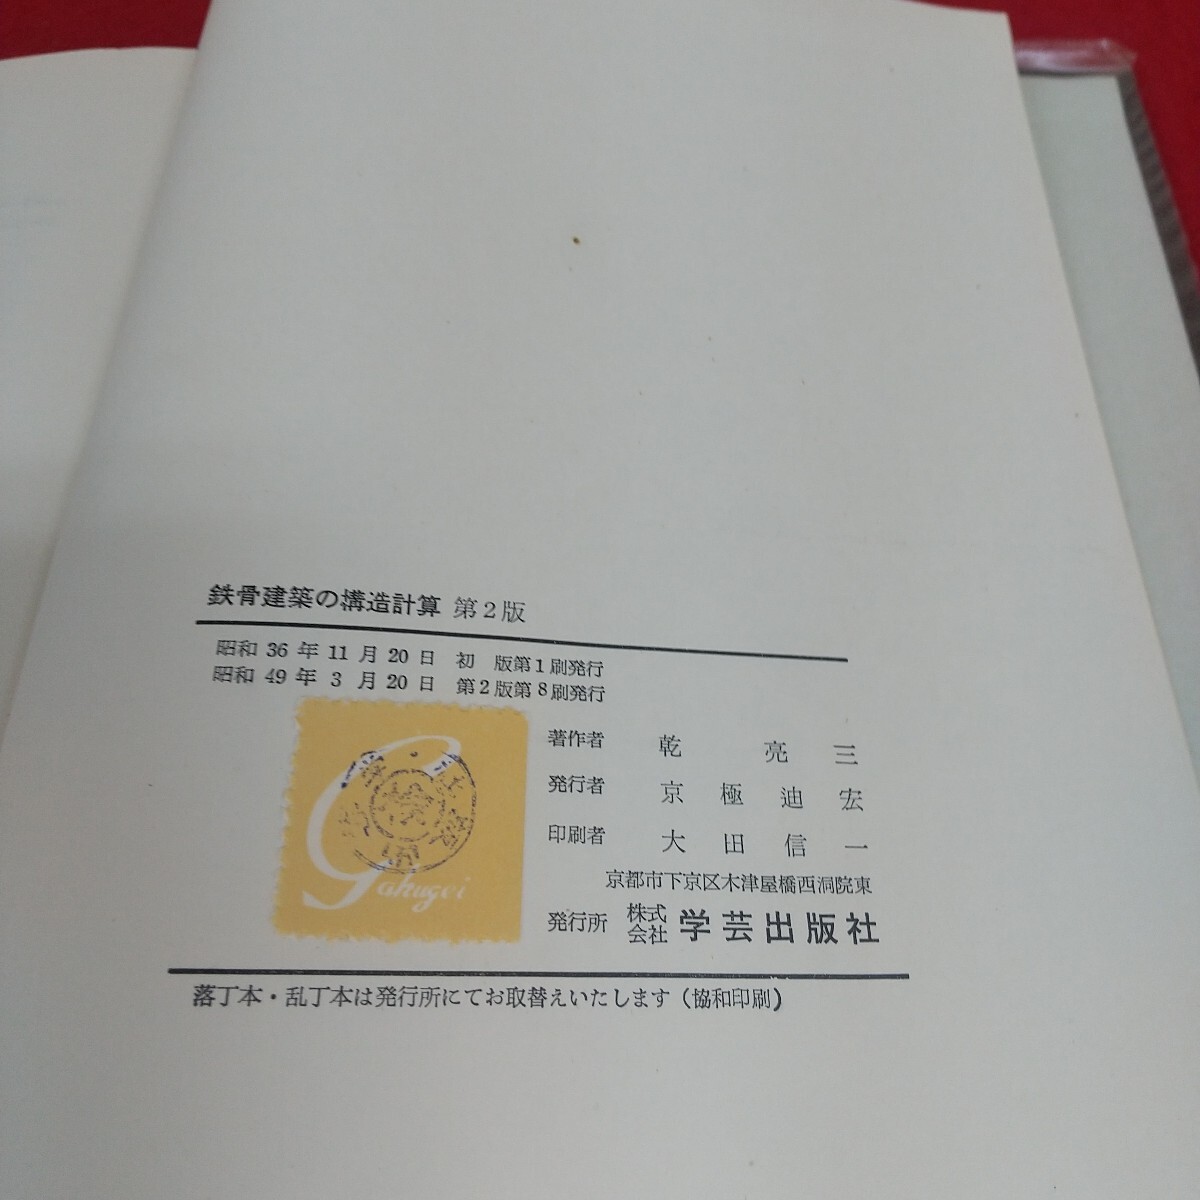 鉄骨建築の構造計算 第2版
昭和 36 年 11 月 20 日 初 版第1刷発行
昭和 49 年 3 月 20 日 第2版第8刷発行
著作者 乾 亮 三
発行者 京 極 迪 宏
印刷者 大 田 信 一
京都市下京区木津屋橋西洞院東
発行所 株式会社 学芸出版社
Gakugei
落丁本・乱丁本は発行所にてお取替えいたします(協和印刷)